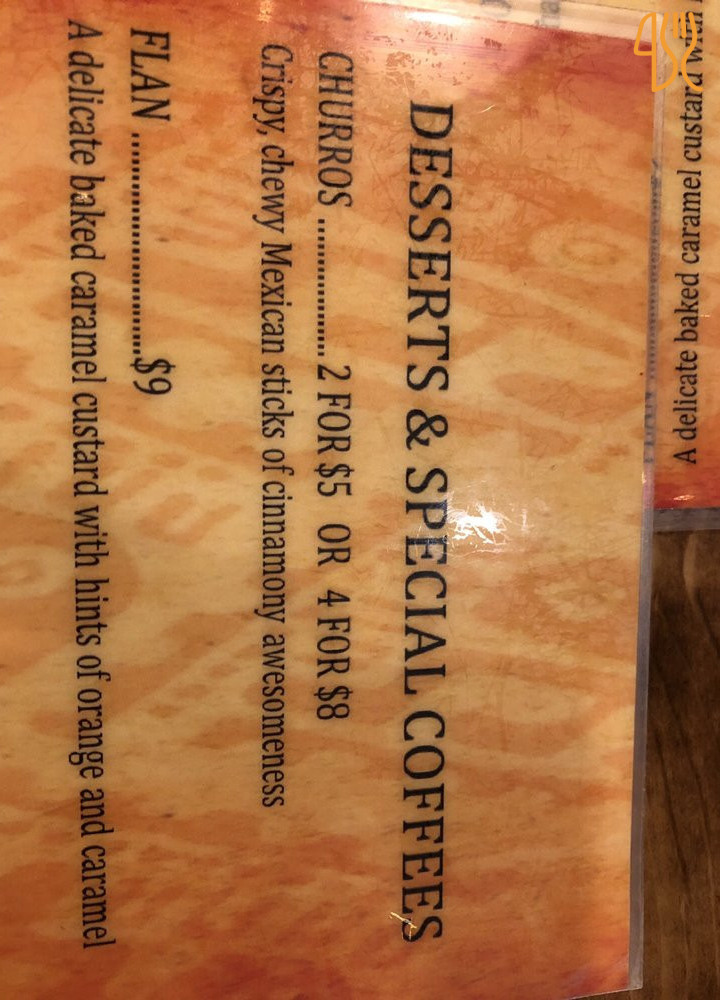 DESSERTS & SPECIAL COFFEES
CHURROS ................ 2 FOR $5 OR 4 FOR $8
Crispy, chewy Mexican sticks of cinnamony awesomeness
FLAN .........................$9
A delicate baked caramel custard with hints of orange and caramel
A delicate baked caramel custard with